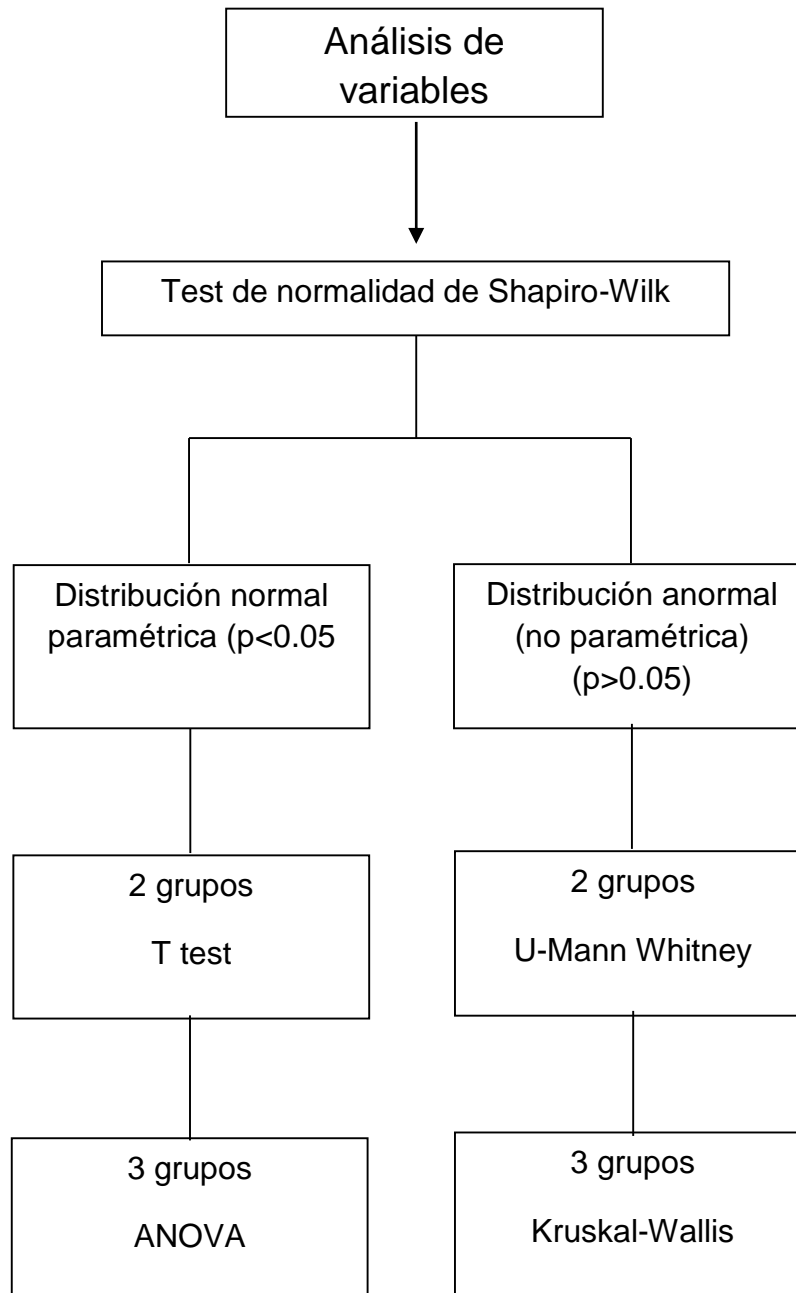 Análisis de
variables
Test de normalidad de Shapiro-Wilk
Distribución normal
paramétrica (p<0.05
Distribución anormal
(no paramétrica)
(p>0.05)
2 grupos
T test
2 grupos
U-Mann Whitney
3 grupos
ANOVA
3 grupos
Kruskal-Wallis